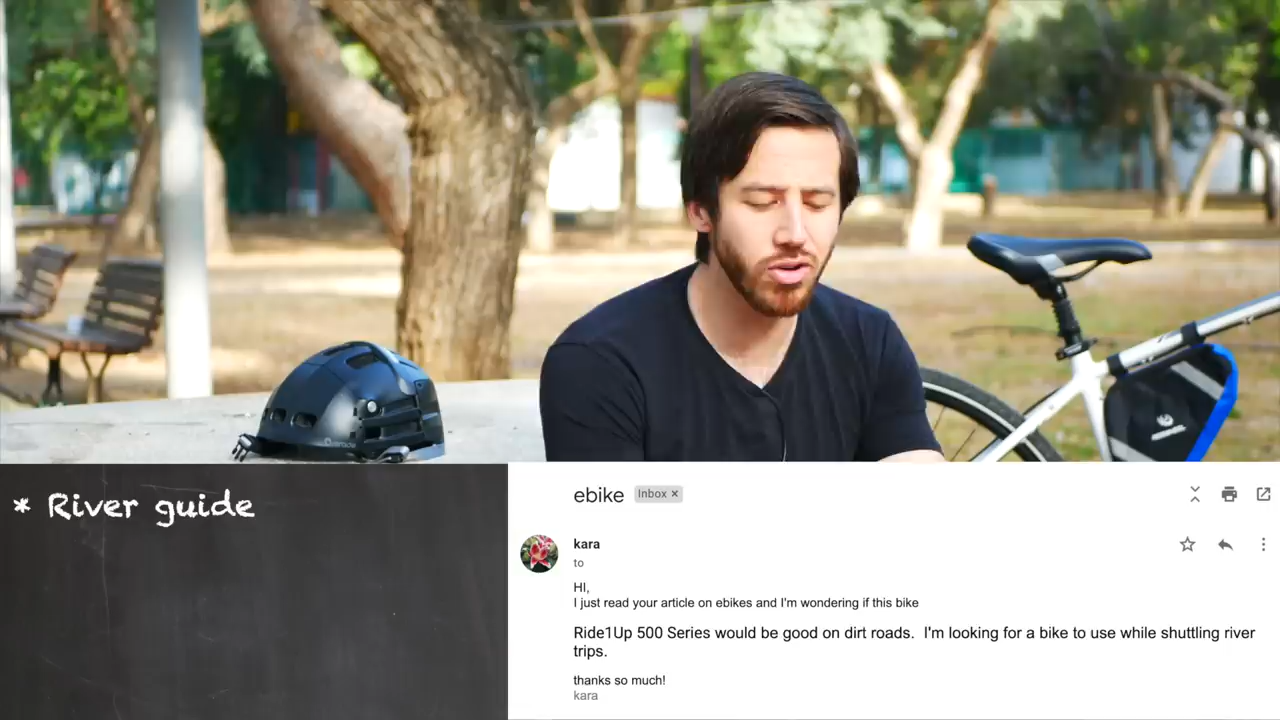 * River guide
ebike Inbox ×
kara
to
HI,
I just read your article on ebikes and I'm wondering if this bike
Ride1Up 500 Series would be good on dirt roads.  I'm looking for a bike to use while shuttling river
trips.
thanks so much!
kara